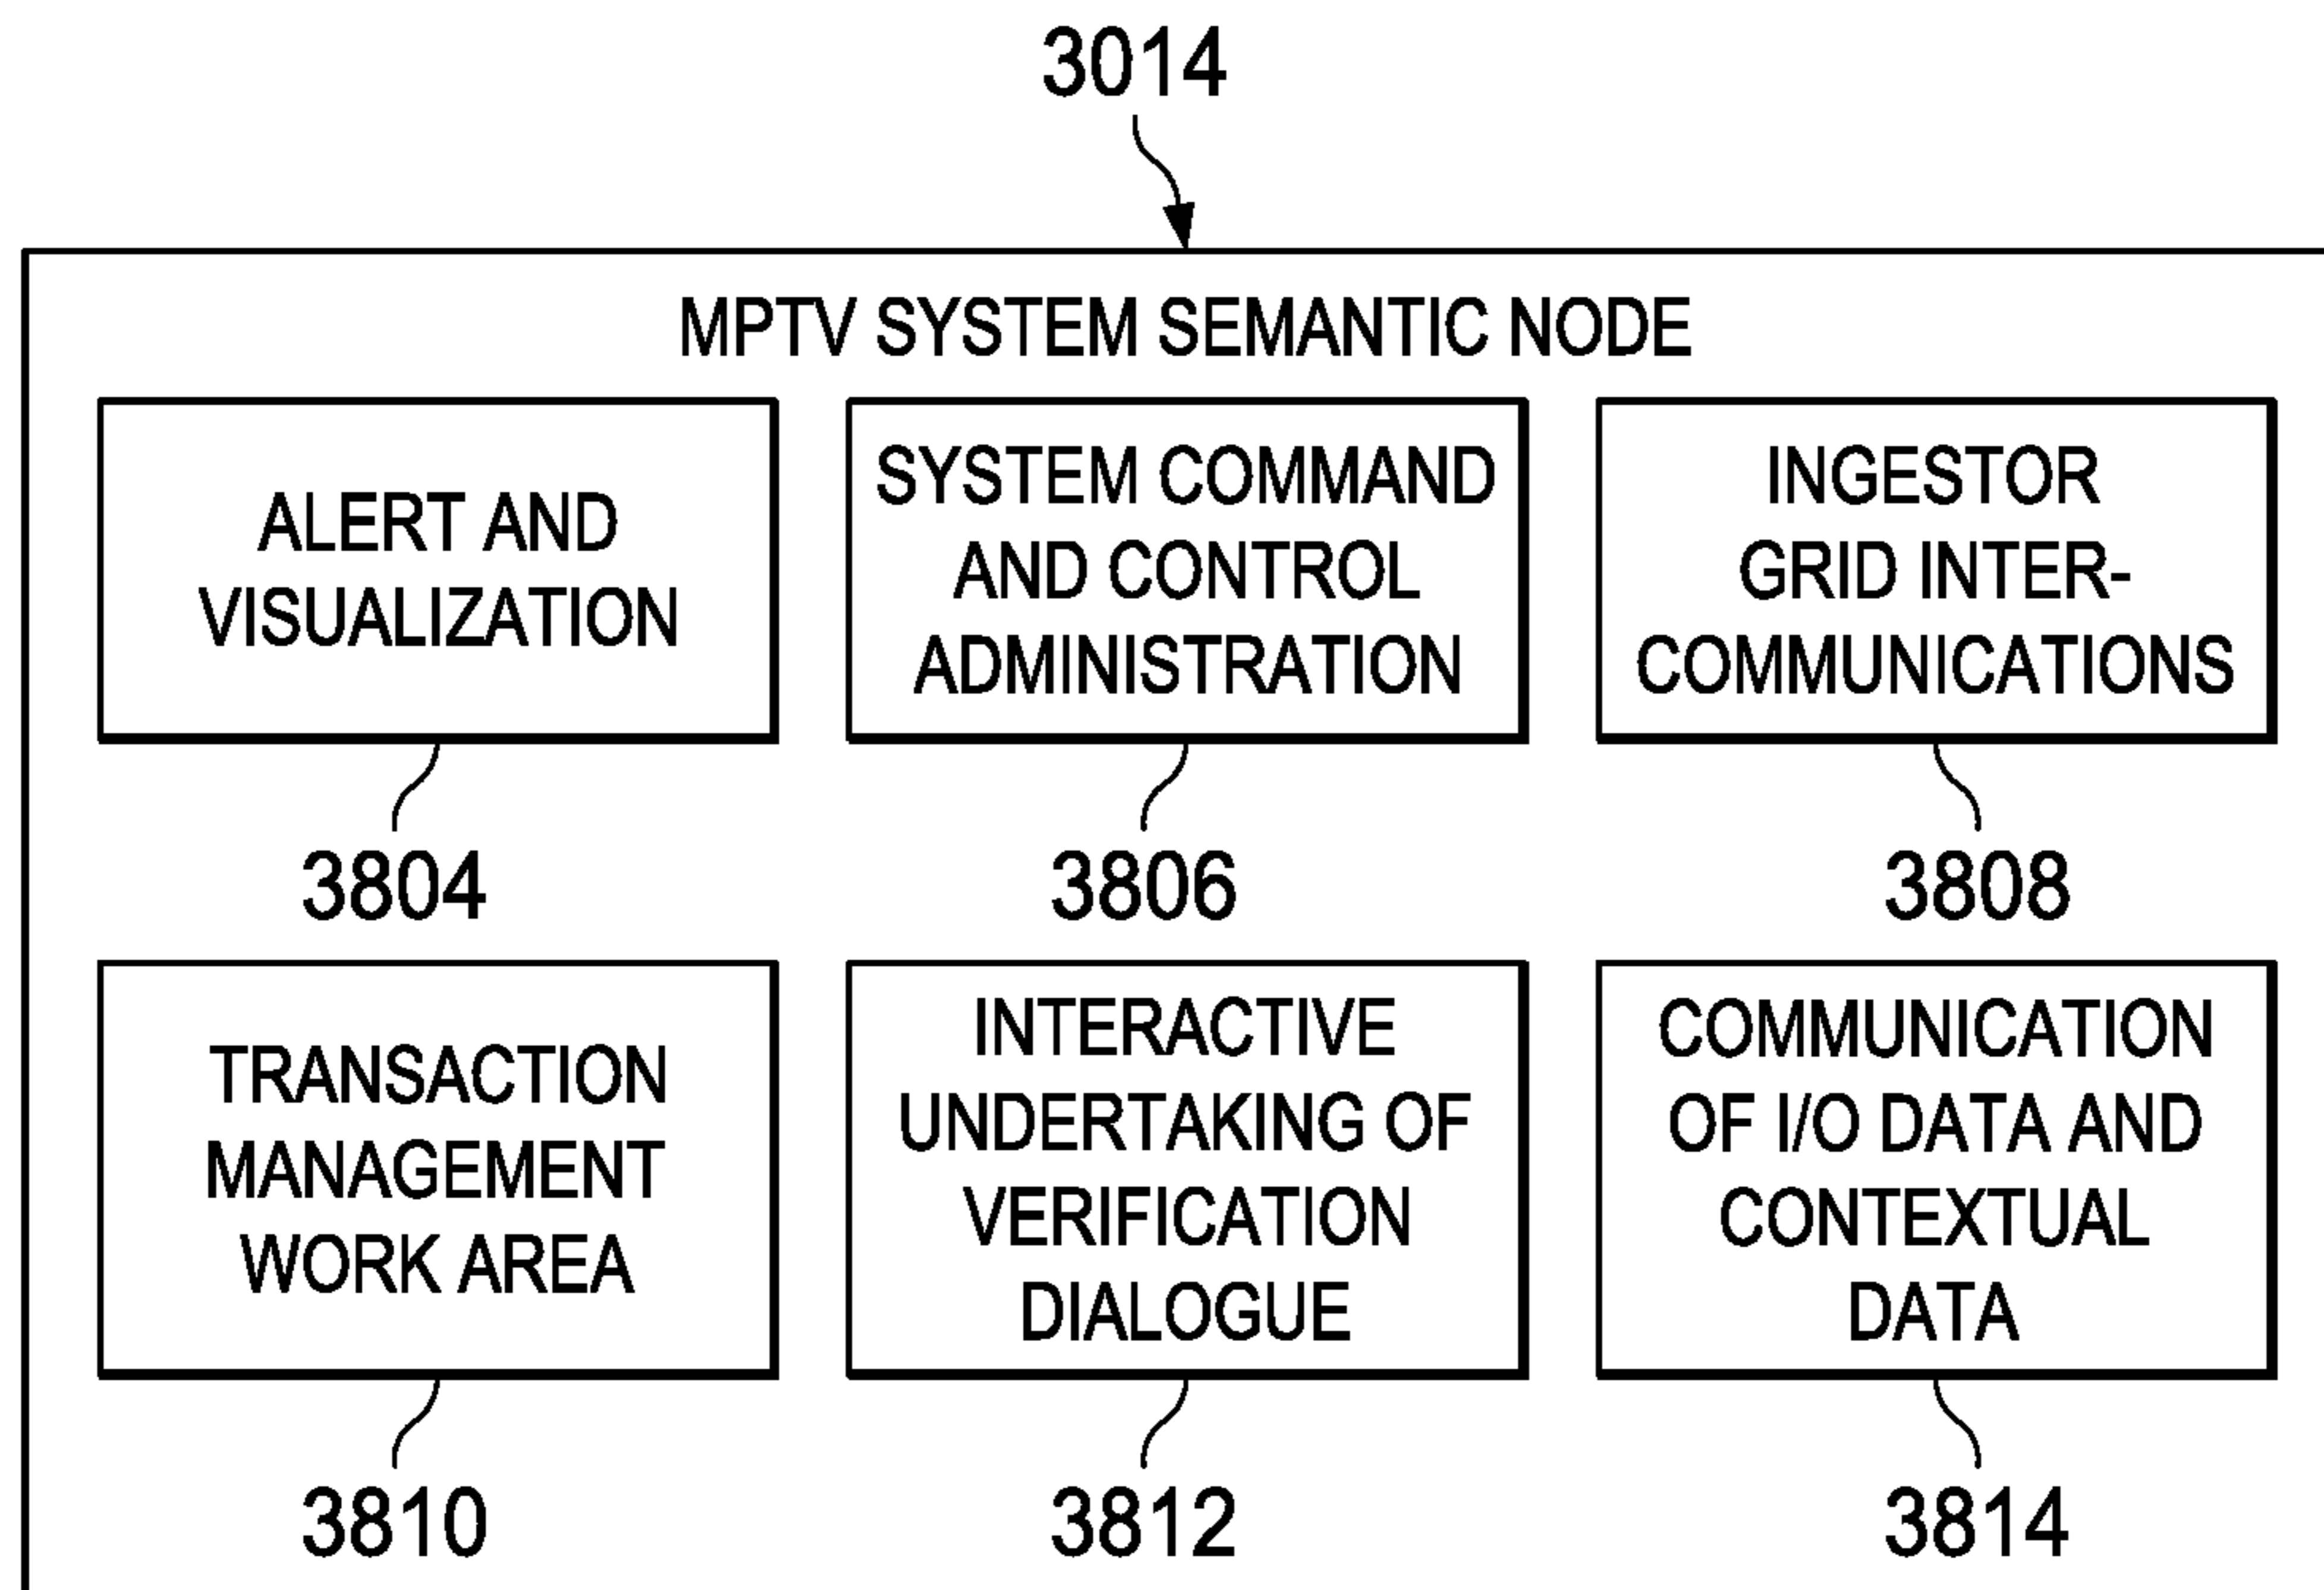 3014
MPTV SYSTEM SEMANTIC NODE
ALERT AND
VISUALIZATION
3804
SYSTEM COMMAND
AND CONTROL
ADMINISTRATION
3806
INGESTOR
GRID INTER-
COMMUNICATIONS
3808
TRANSACTION
MANAGEMENT
WORK AREA
3810
INTERACTIVE
UNDERTAKING OF
VERIFICATION
DIALOGUE
3812
COMMUNICATION
OF I/O DATA AND
CONTEXTUAL
DATA
3814